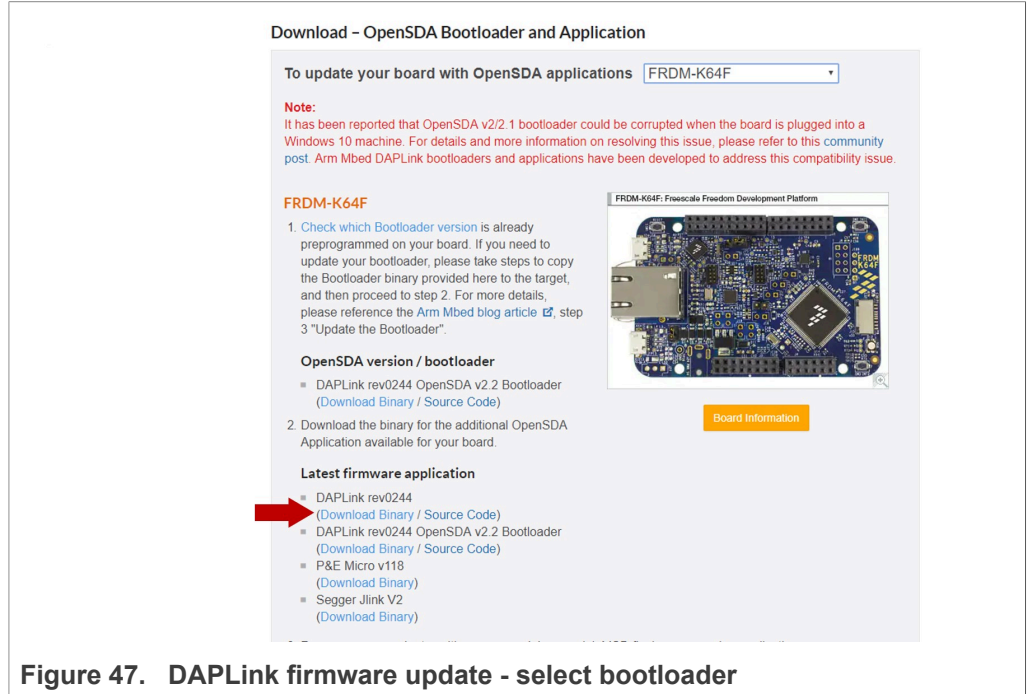 Download – OpenSDA Bootloader and Application
To update your board with OpenSDA applications FRDM-K64F
Note:
It has been reported that OpenSDA v2/2.1 bootloader could be corrupted when the board is plugged into a
Windows 10 machine. For details and more information on resolving this issue, please refer to this community
post. Arm Mbed DAPLink bootloaders and applications have been developed to address this compatibility issue.
FRDM-K64F
1. Check which Bootloader version is already
preprogrammed on your board. If you need to
update your bootloader, please take steps to copy
the Bootloader binary provided here to the target,
and then proceed to step 2. For more details,
please reference the Arm Mbed blog article, step
3 "Update the Bootloader".
OpenSDA version / bootloader
DAPLink rev0244 OpenSDA v2.2 Bootloader
(Download Binary / Source Code)
2. Download the binary for the additional OpenSDA
Application available for your board.
Latest firmware application
DAPLink rev0244
(Download Binary / Source Code)
DAPLink rev0244 OpenSDA v2.2 Bootloader
(Download Binary / Source Code)
P&E Micro v118
(Download Binary)
Segger Jlink V2
(Download Binary)
FRDM-K64F: Freescale Freedom Development Platform
FRDM
K64F
Board Information
Figure 47. DAPLink firmware update - select bootloader